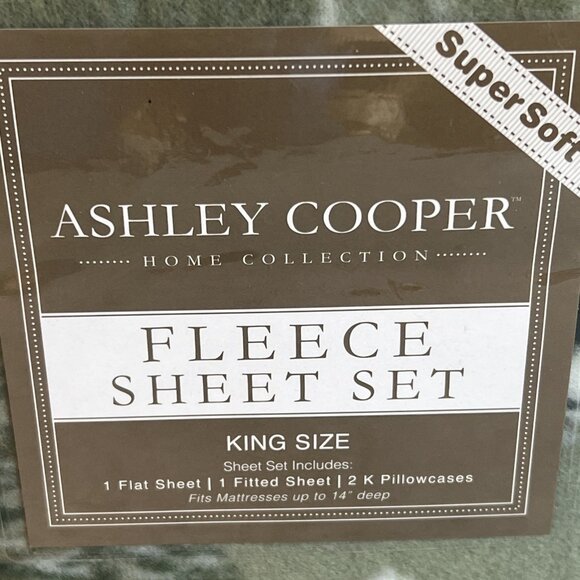 Super Soft
ASHLEY COOPER™
HOME COLLECTION
FLEECE
SHEET SET
KING SIZE
Sheet Set Includes:
1 Flat Sheet | 1 Fitted Sheet | 2 K Pillowcases
Fits Mattresses up to 14" deep